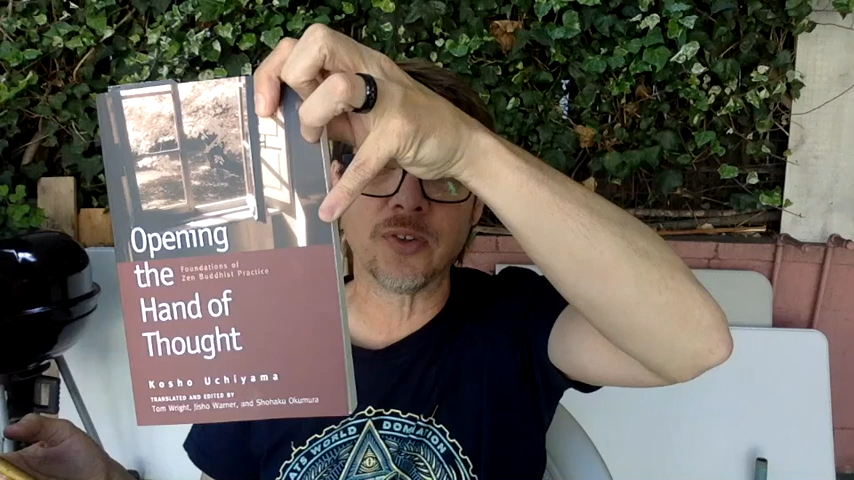 Opening
the
Foundations of
Zen Buddhist Practice
Hand of
Thought
Kosho Uchiyama
TRANSLATED AND EDITED BY
Tom Wright, Jisho Warner, and Shohaku Okumura
WORLD